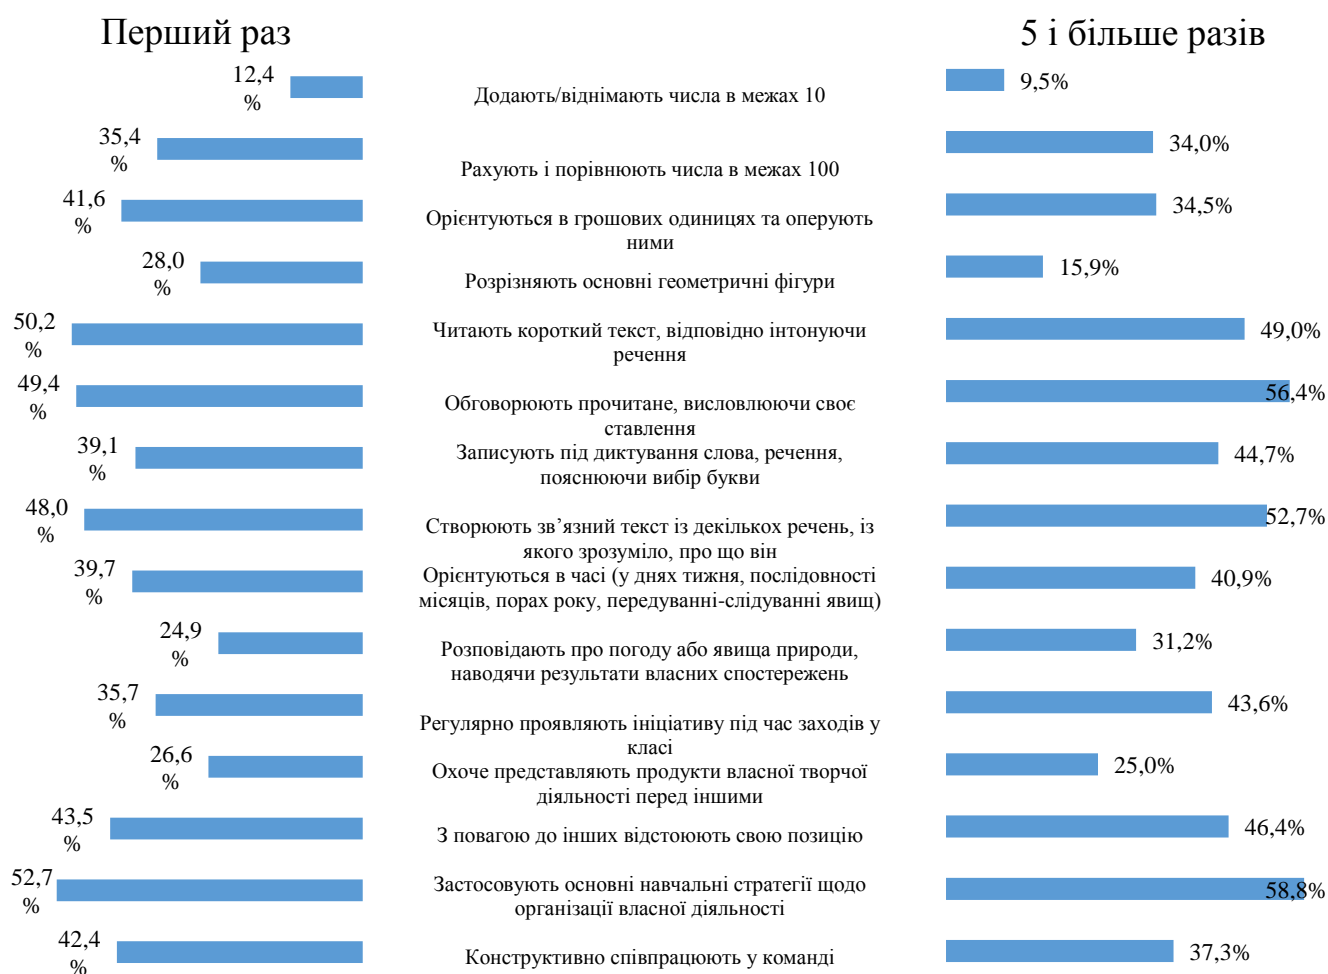 Перший раз
5 і більше разів
12,4
%
Додають/віднімають числа в межах 10
9,5%
35,4
%
Рахують і порівнюють числа в межах 100
34,0%
41,6
%
Орієнтуються в грошових одиницях та оперують
ними
34,5%
28,0
%
Розрізняють основні геометричні фігури
15,9%
50,2
%
Читають короткий текст, відповідно інтонуючи
речення
49,0%
49,4
%
Обговорюють прочитане, висловлюючи своє
ставлення
56,4%
39,1
%
Записують під диктування слова, речення,
пояснюючи вибір букви
44,7%
48,0
%
Створюють зв’язний текст із декількох речень, із
якого зрозуміло, про що він
52,7%
39,7
%
Орієнтуються в часі (у днях тижня, послідовності
місяців, порах року, передуванні-слідуванні явищ)
40,9%
24,9
%
Розповідають про погоду або явища природи,
наводячи результати власних спостережень
31,2%
35,7
%
Регулярно проявляють ініціативу під час заходів у
класі
43,6%
26,6
%
Охоче представляють продукти власної творчої
діяльності перед іншими
25,0%
43,5
%
З повагою до інших відстоюють свою позицію
46,4%
52,7
%
Застосовують основні навчальні стратегії щодо
організації власної діяльності
58,8%
42,4
%
Конструктивно співпрацюють у команді
37,3%